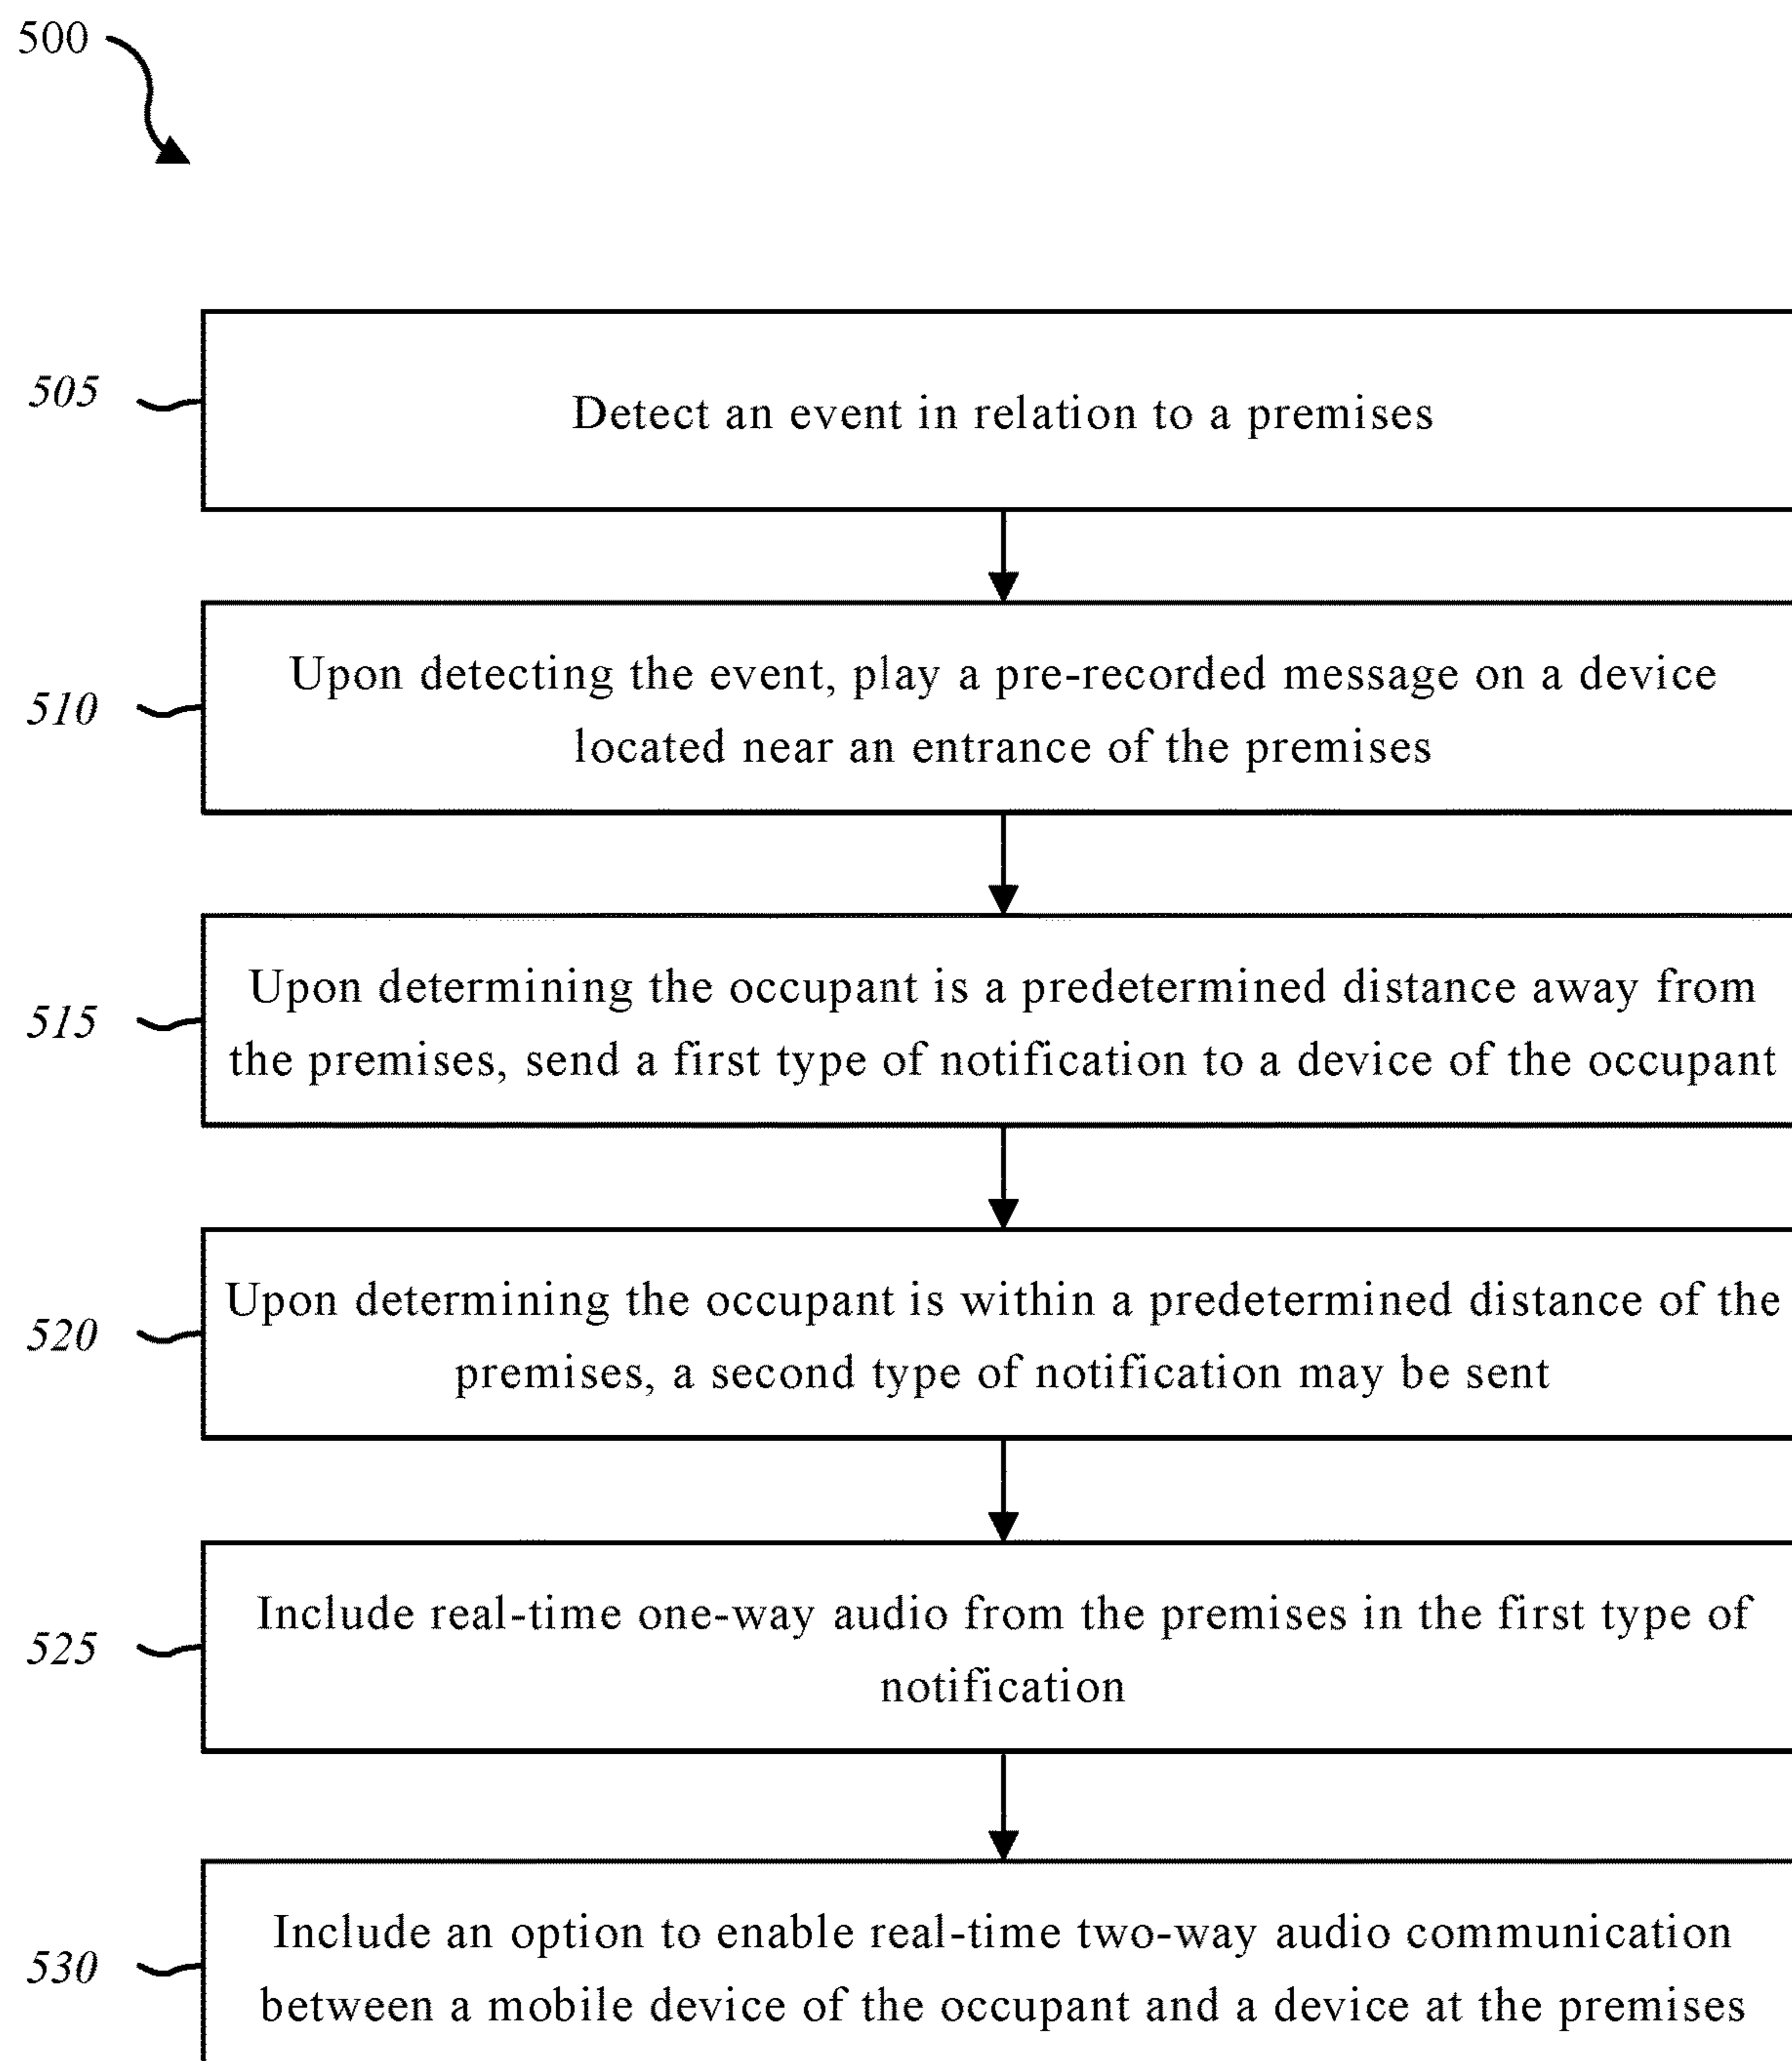 500
505
Detect an event in relation to a premises
510
Upon detecting the event, play a pre-recorded message on a device
located near an entrance of the premises
515
Upon determining the occupant is a predetermined distance away from
the premises, send a first type of notification to a device of the occupant
520
Upon determining the occupant is within a predetermined distance of the
premises, a second type of notification may be sent
525
Include real-time one-way audio from the premises in the first type of
notification
530
Include an option to enable real-time two-way audio communication
between a mobile device of the occupant and a device at the premises